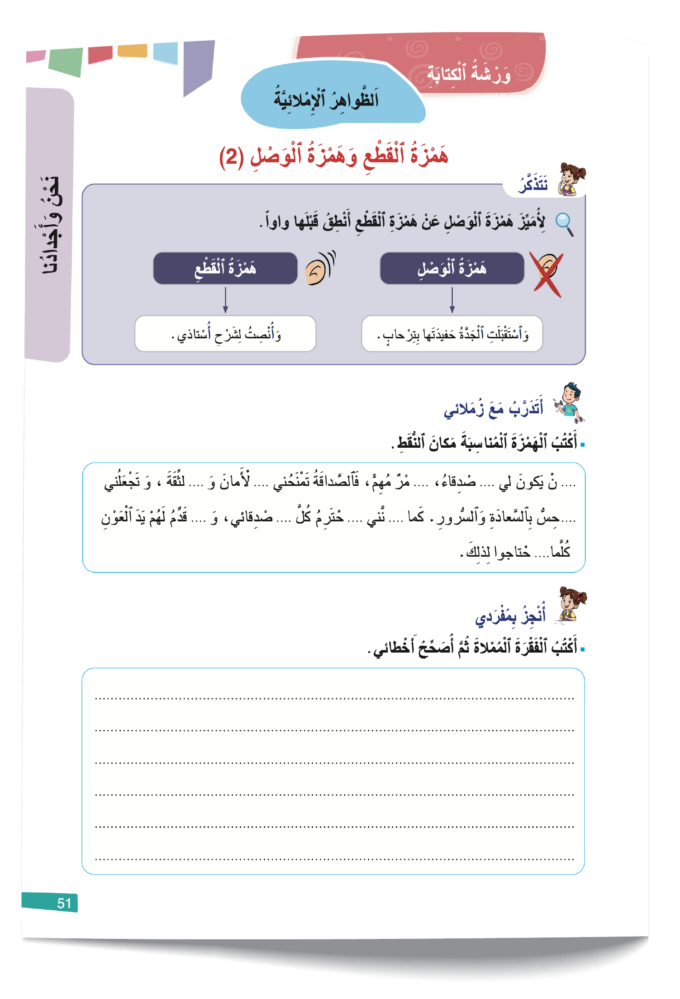 وَرْشَةُ ٱلْكِتابَةِ
اَلظَّواهِرُ ٱلْإِمْلائِيَّةُ
هَمْزَةُ ٱلْقَطْعِ وَهَمْزَةُ ٱلْوَصْلِ (2)
نَتَذَكَّرُ
لِأُمَيِّزَ هَمْزَةَ ٱلْوَصْلِ عَنْ هَمْزَةِ ٱلْقَطْعِ أَنْطِقُ قَبْلَها واواً.
هَمْزَةُ ٱلْوَصْلِ
هَمْزَةُ ٱلْقَطْعِ
وَٱسْتَقْبَلَتِ ٱلْجَدَّةُ حَفيدَتَها بِتِرْحابٍ.
وَأُنْصِتُ لِشَرْحِ أُسْتاذي.
نَحْنُ وَأَجْدادُنا
أَتَدَرَّبُ مَعَ زُمَلائي
أَكْتُبُ ٱلْهَمْزَةَ ٱلْمُناسِبَةَ مَكانَ ٱلنُّقَطِ.
.... نْ يَكونَ لي .... صْدِقاءُ، .... مْرٌ مُهِمٌّ، فَٱلصَّداقَةُ تَمْنَحُني .... لْأَمانَ وَ .... لثِّقَةَ ، وَ تَجْعَلُني
....حِسُّ بِٱلسَّعادَةِ وَٱلسُّرورِ. كَما .... نَّني .... حْتَرِمُ كُلَّ .... صْدِقائي، وَ .... قَدِّمُ لَهُمْ يَدَ ٱلْعَوْنِ
كُلَّما.... حْتاجوا لِذلِكَ.
أُنْجِزُ بِمُفْرَدي
أَكْتُبُ ٱلْفَقْرَةَ ٱلْمُمْلاةَ ثُمَّ أُصَحِّحُ أَخْطائي.
51